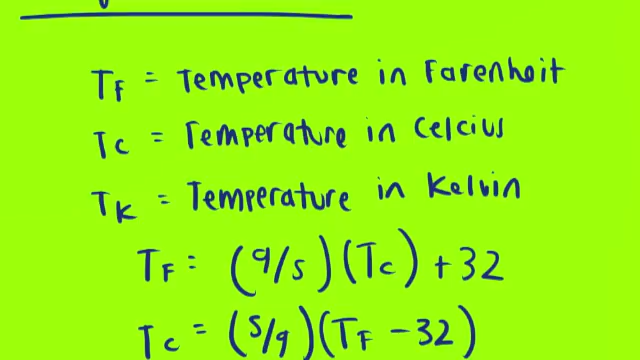 TF = Temperature in Farenheit
Tc = Temperature in Celcius
TK = Temperature in Kelvin
TF = (9/5)(Tc) + 32
Tc = (5/9)(TF - 32)